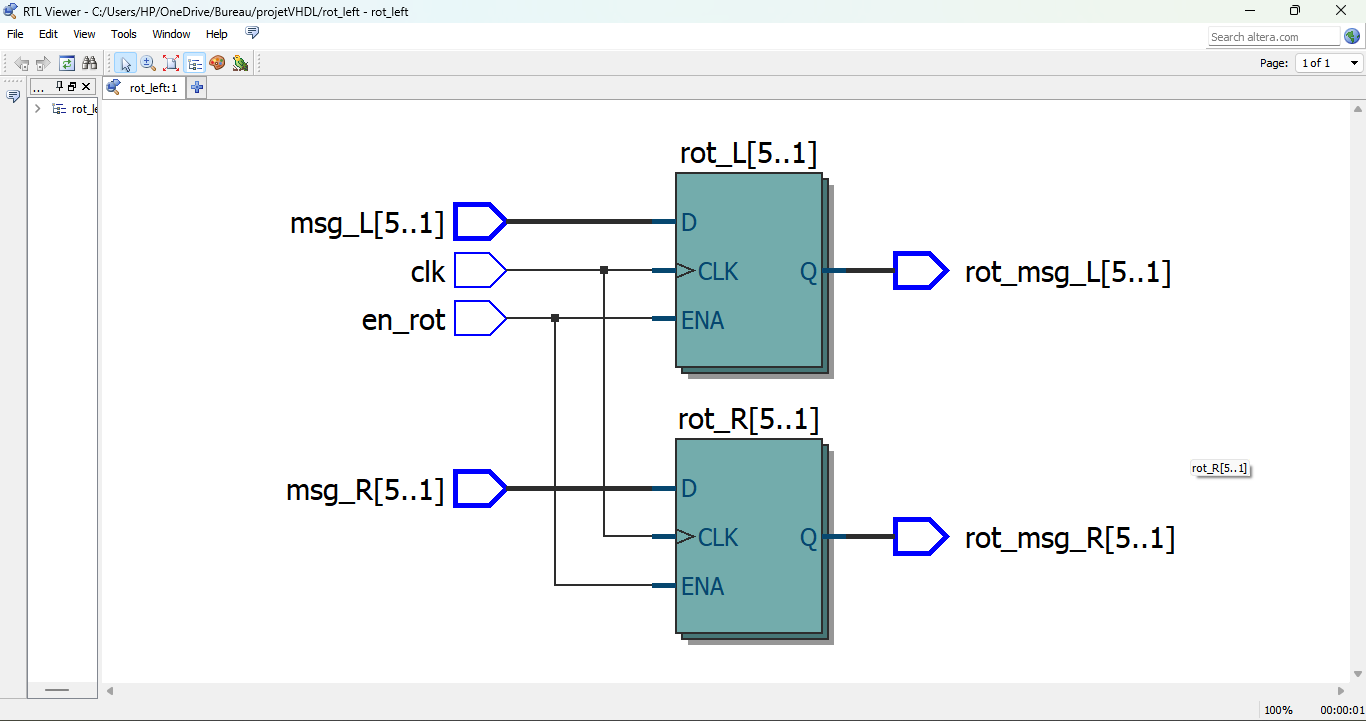 RTL Viewer - C:/Users/HP/OneDrive/Bureau/projetVHDL/rot_left - rot_left
File Edit View Tools Window Help
Search altera.com
Page: 1 of 1
...
rot_left:1
rot_le
rot_L[5..1]
msg_L[5..1]
D
clk
CLK
Q
rot_msg_L[5..1]
en_rot
ENA
rot_R[5..1]
rot_R[5..1]
msg_R[5..1]
D
CLK
Q
rot_msg_R[5..1]
ENA
100% 00:00:01